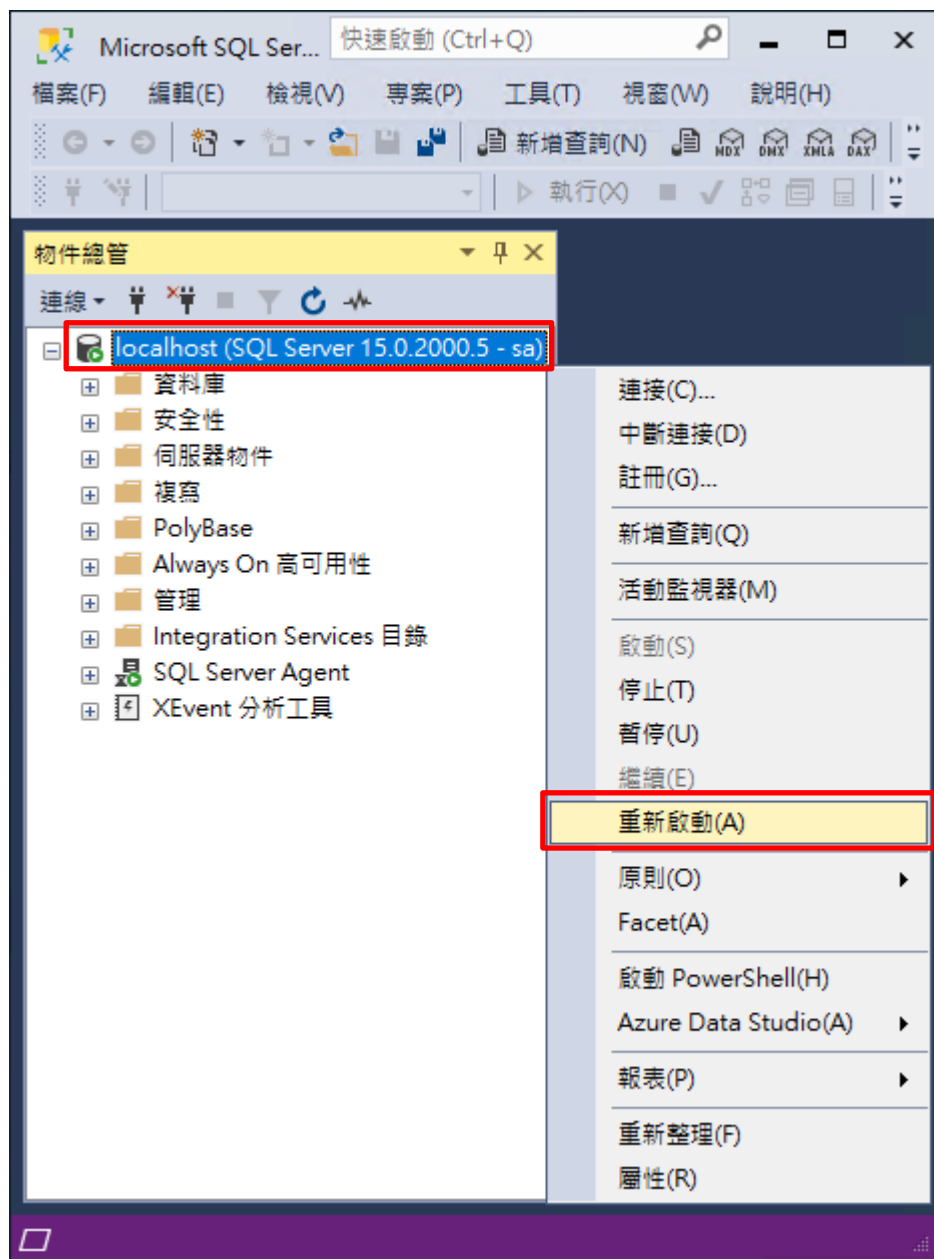 Microsoft SQL Ser...
快速啟動 (Ctrl+Q)
檔案(F) 編輯(E) 檢視(V) 專案(P) 工具(T) 視窗(W) 說明(H)
新增查詢(N) MDX DMX XMLA DAX
執行(X)
物件總管
連線
localhost (SQL Server 15.0.2000.5 - sa)
資料庫
安全性
伺服器物件
複寫
PolyBase
Always On 高可用性
管理
Integration Services 目錄
SQL Server Agent
XEvent 分析工具
連接(C)...
中斷連接(D)
註冊(G)...
新增查詢(Q)
活動監視器(M)
啟動(S)
停止(T)
暫停(U)
繼續(E)
重新啟動(A)
原則(O)
Facet(A)
啟動 PowerShell(H)
Azure Data Studio(A)
報表(P)
重新整理(F)
屬性(R)